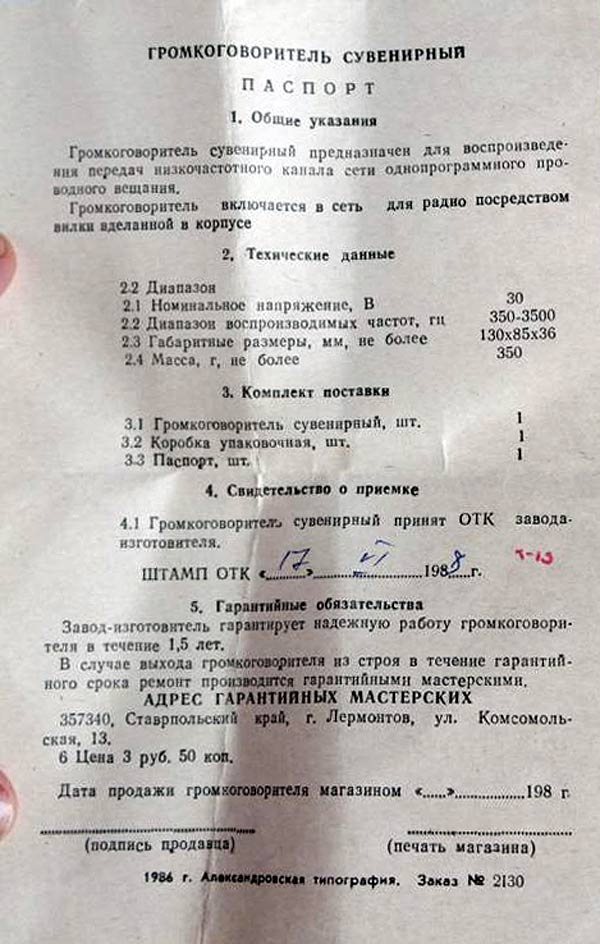 ГРОМКОГОВОРИТЕЛЬ СУВЕНИРНЫЙ
ПАСПОРТ
1. Общие указания
Громкоговоритель сувенирный предназначен для воспроизведе-
ния передач низкочастотного канала сети однопрограммного про-
водного вещания.
Громкоговоритель включается в сеть для радио посредством
вилки вделанной в корпусе
2. Технические данные
2.2 Диапазон
2.1 Номинальное напряжение, В 30
2.2 Диапазон воспроизводимых частот, гц 350-3500
2.3 Габаритные размеры, мм, не более 130х85х36
2.4 Масса, г, не более 350
3. Комплект поставки
3.1 Громкоговоритель сувенирный, шт. 1
3.2 Коробка упаковочная, шт. 1
3.3 Паспорт, шт. 1
4. Свидетельство о приемке
4.1 Громкоговоритель сувенирный принят ОТК завода-
изготовителя.
ШТАМП ОТК «17» VI 1988 г.
5. Гарантийные обязательства
Завод-изготовитель гарантирует надежную работу громкоговори-
теля в течение 1,5 лет.
В случае выхода громкоговорителя из строя в течение гарантий-
ного срока ремонт производится гарантийными мастерскими.
АДРЕС ГАРАНТИЙНЫХ МАСТЕРСКИХ
357340, Ставрпольский край, г. Лермонтов, ул. Комсомоль-
ская, 13.
6 Цена 3 руб. 50 коп.
Дата продажи громкоговорителя магазином «......»..................198 г.
(подпись продавца) (печать магазина)
1986 г. Александровская типография. Заказ № 2130